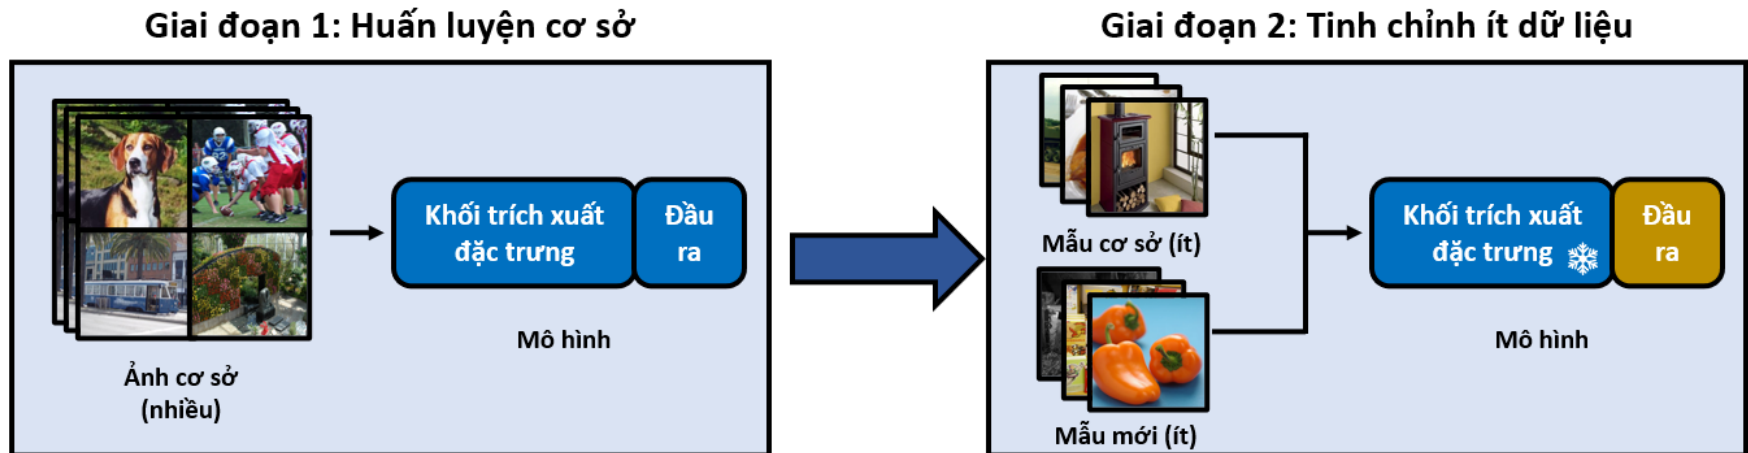 Giai đoạn 1: Huấn luyện cơ sở
Ảnh cơ sở
(nhiều)
Khối trích xuất
đặc trưng
Đầu
ra
Mô hình
Giai đoạn 2: Tinh chỉnh ít dữ liệu
Mẫu cơ sở (ít)
Mẫu mới (ít)
Khối trích xuất
đặc trưng
Đầu
ra
Mô hình